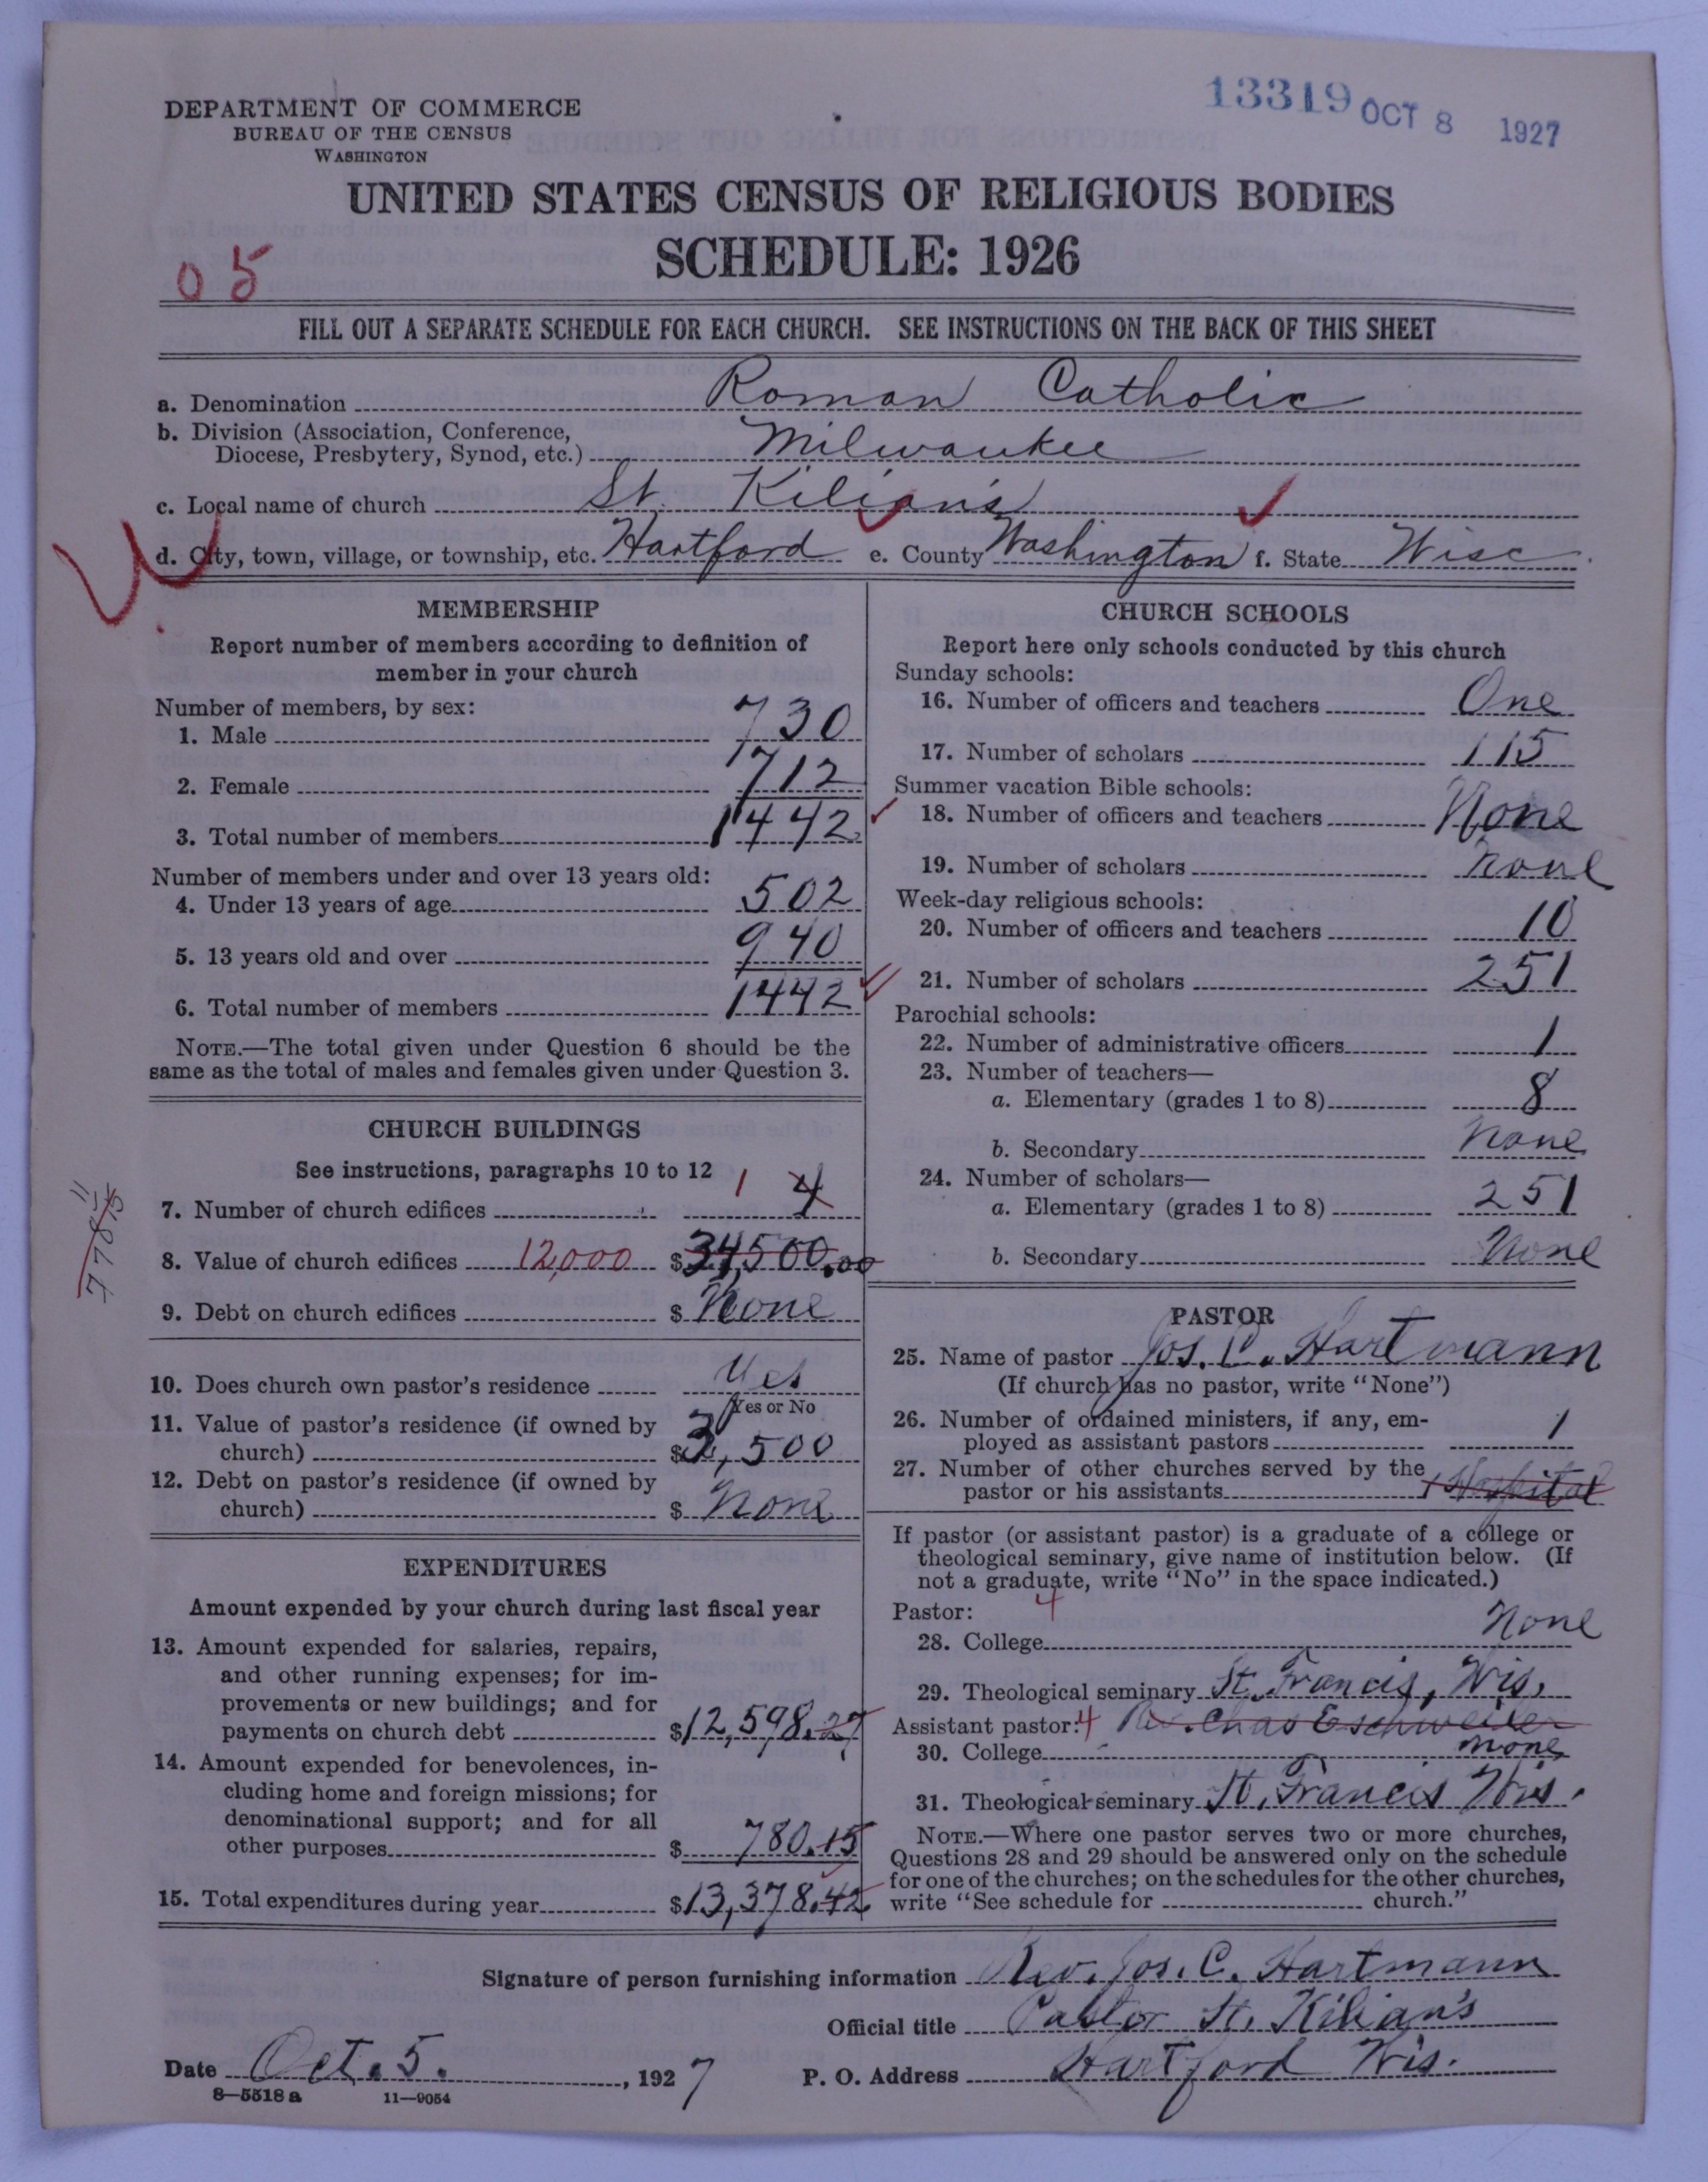 DEPARTMENT OF COMMERCE
BUREAU OF THE CENSUS
WASHINGTON
13319 OCT 8 1927
UNITED STATES CENSUS OF RELIGIOUS BODIES
SCHEDULE: 1926
05
FILL OUT A SEPARATE SCHEDULE FOR EACH CHURCH. SEE INSTRUCTIONS ON THE BACK OF THIS SHEET
a. Denomination Roman Catholic
b. Division (Association, Conference,
Diocese, Presbytery, Synod, etc.) Milwaukee
c. Local name of church St. Kilian's
d. City, town, village, or township, etc. Hartford e. County Washington f. State Wisc
MEMBERSHIP
Report number of members according to definition of
member in your church
Number of members, by sex:
1. Male 730
2. Female 712
3. Total number of members 1442
Number of members under and over 13 years old:
4. Under 13 years of age 502
5. 13 years old and over 940
6. Total number of members 1442
NOTE.—The total given under Question 6 should be the
same as the total of males and females given under Question 3.
CHURCH BUILDINGS
See instructions, paragraphs 10 to 12
7. Number of church edifices 1 4
8. Value of church edifices 12,000 $34,500.00
9. Debt on church edifices $ None
10. Does church own pastor's residence Yes
Yes or No
11. Value of pastor's residence (if owned by
church) $3,500
12. Debt on pastor's residence (if owned by
church) $ None
EXPENDITURES
Amount expended by your church during last fiscal year
13. Amount expended for salaries, repairs,
and other running expenses; for im-
provements or new buildings; and for
payments on church debt $12,598.27
14. Amount expended for benevolences, in-
cluding home and foreign missions; for
denominational support; and for all
other purposes $ 780.15
15. Total expenditures during year $13,378.42
CHURCH SCHOOLS
Report here only schools conducted by this church
Sunday schools:
16. Number of officers and teachers One
17. Number of scholars 115
Summer vacation Bible schools:
18. Number of officers and teachers None
19. Number of scholars None
Week-day religious schools:
20. Number of officers and teachers 10
21. Number of scholars 251
Parochial schools:
22. Number of administrative officers 1
23. Number of teachers—
a. Elementary (grades 1 to 8) 8
b. Secondary None
24. Number of scholars—
a. Elementary (grades 1 to 8) 251
b. Secondary None
PASTOR
25. Name of pastor Jos. C. Hartmann
(If church has no pastor, write "None")
26. Number of ordained ministers, if any, em-
ployed as assistant pastors 1
27. Number of other churches served by the
pastor or his assistants 1 Hospital
If pastor (or assistant pastor) is a graduate of a college or
theological seminary, give name of institution below. (If
not a graduate, write "No" in the space indicated.)
Pastor: 4
28. College None
29. Theological seminary St. Francis, Wis.
Assistant pastor: 4 Rev. Chas Eschweiler
30. College None
31. Theological seminary St. Francis Wis.
NOTE.—Where one pastor serves two or more churches,
Questions 28 and 29 should be answered only on the schedule
for one of the churches; on the schedules for the other churches,
write "See schedule for church."
Signature of person furnishing information Rev. Jos. C. Hartmann
Official title Pastor St. Kilian's
Date Oct. 5. , 1927 P. O. Address Hartford Wis.
8—5518 a 11—9054